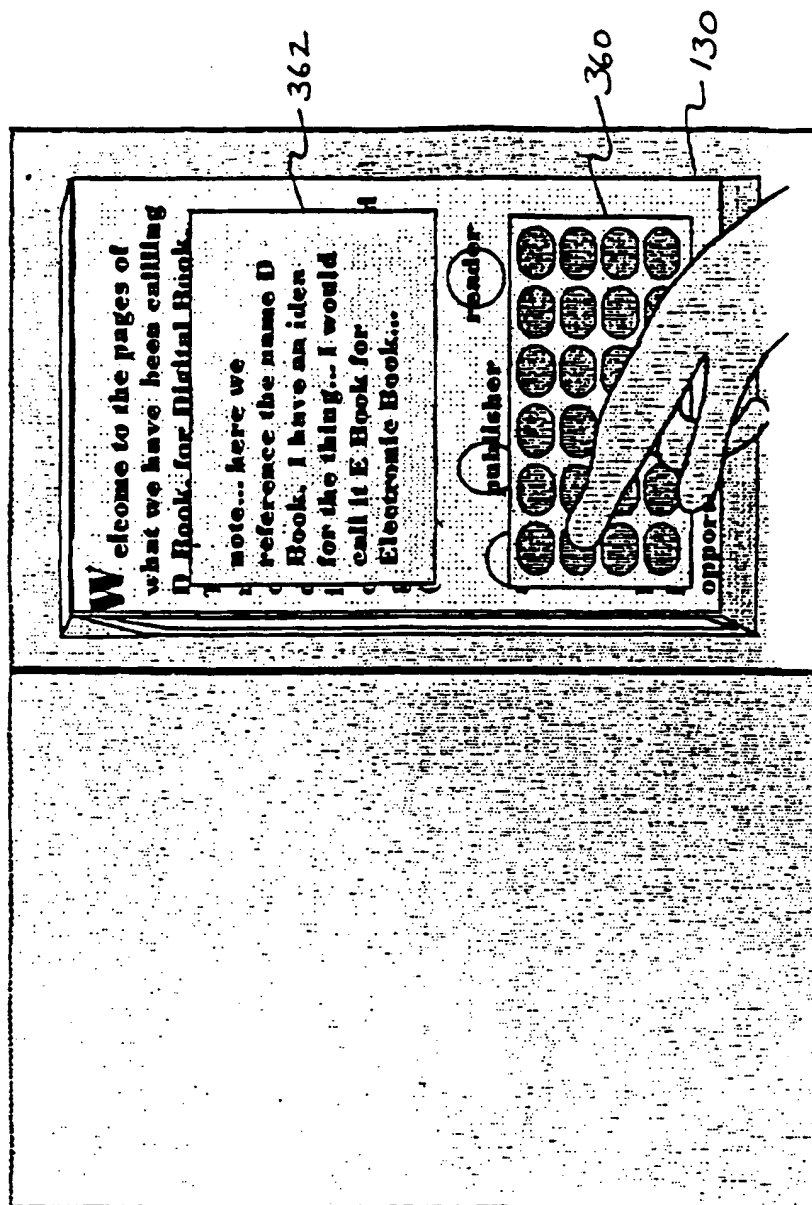 Welcome to the pages of
what we have been callling
D Book, for Digital Book.
note... here we
reference the name D
Book. I have an idea
for the thing... I would
call it E Book for
Electronic Book...
publisher
reader
oppor
362
360
130